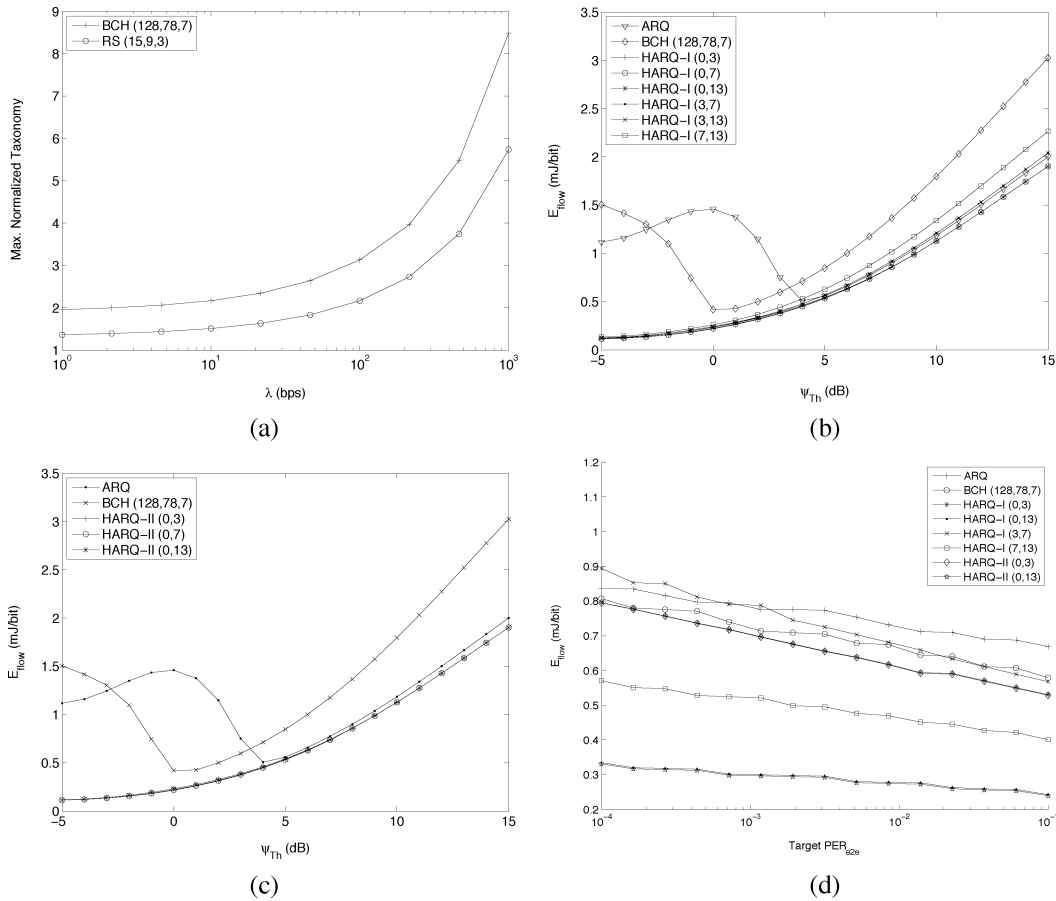 BCH (128,78,7)
RS (15,9,3)
9
8
7
6
5
4
3
2
1
Max. Normalized Taxonomy
10^0
10^1
10^2
10^3
λ (bps)
(a)
ARQ
BCH (128,78,7)
HARQ−I (0,3)
HARQ−I (0,7)
HARQ−I (0,13)
HARQ−I (3,7)
HARQ−I (3,13)
HARQ−I (7,13)
3.5
3
2.5
2
1.5
1
0.5
0
E_flow (mJ/bit)
−5
0
5
10
15
ψ_Th (dB)
(b)
ARQ
BCH (128,78,7)
HARQ−II (0,3)
HARQ−II (0,7)
HARQ−II (0,13)
3.5
3
2.5
2
1.5
1
0.5
0
E_flow (mJ/bit)
−5
0
5
10
15
ψ_Th (dB)
(c)
ARQ
BCH (128,78,7)
HARQ−I (0,3)
HARQ−I (0,13)
HARQ−I (3,7)
HARQ−I (7,13)
HARQ−II (0,3)
HARQ−II (0,13)
1.2
1.1
1
0.9
0.8
0.7
0.6
0.5
0.4
0.3
0.2
E_flow (mJ/bit)
10^−4
10^−3
10^−2
10^−1
Target PER_e2e
(d)